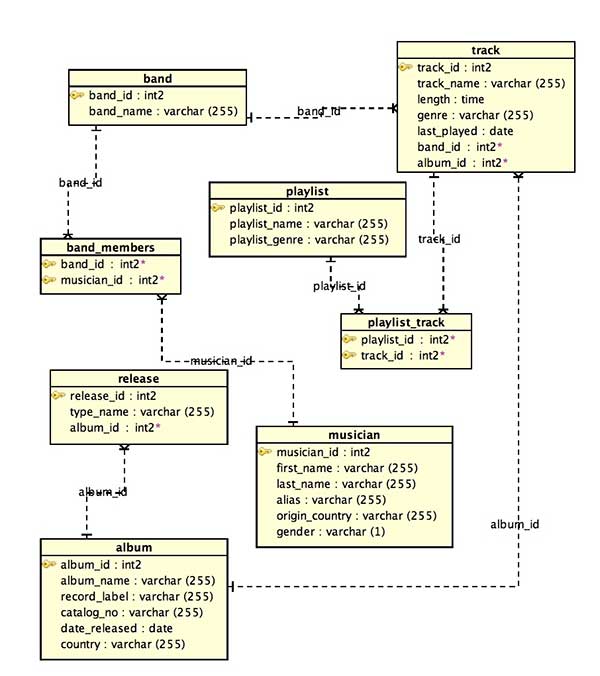 track
track_id : int2
track_name : varchar (255)
length : time
genre : varchar (255)
last_played : date
band_id : int2*
album_id : int2*
band
band_id : int2
band_name : varchar (255)
band_id
band_id
playlist
playlist_id : int2
playlist_name : varchar (255)
playlist_genre : varchar (255)
track_id
band_members
band_id : int2*
musician_id : int2*
playlist_id
playlist_track
playlist_id : int2*
track_id : int2*
musician_id
release
release_id : int2
type_name : varchar (255)
album_id : int2*
musician
musician_id : int2
first_name : varchar (255)
last_name : varchar (255)
alias : varchar (255)
origin_country : varchar (255)
gender : varchar (1)
album_id
album_id
album
album_id : int2
album_name : varchar (255)
record_label : varchar (255)
catalog_no : varchar (255)
date_released : date
country : varchar (255)